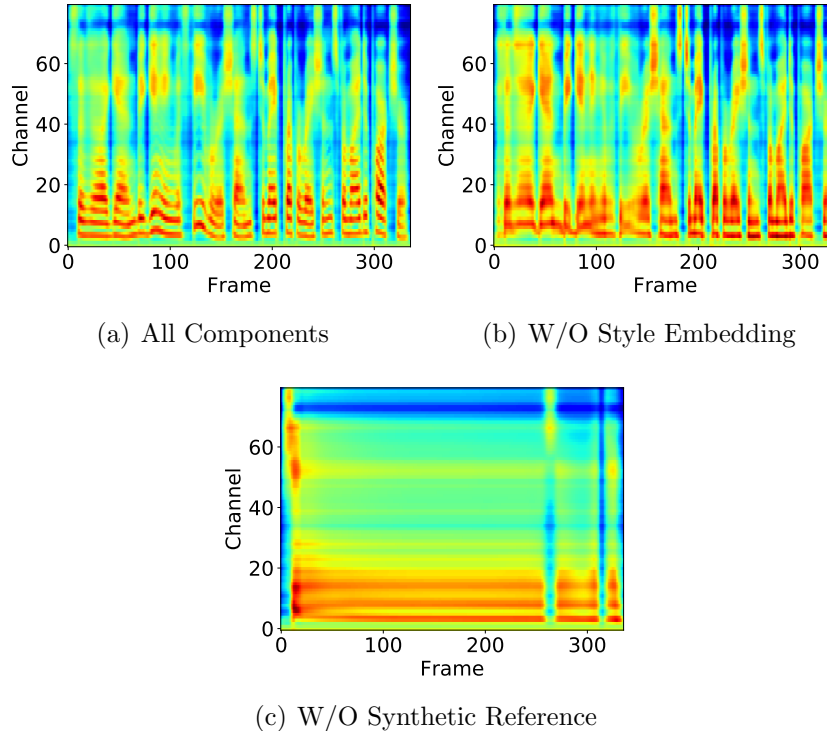 60
40
20
0
Channel
0 100 200 300
Frame
(a) All Components
60
40
20
0
Channel
0 100 200 300
Frame
(b) W/O Style Embedding
60
40
20
0
Channel
0 100 200 300
Frame
(c) W/O Synthetic Reference